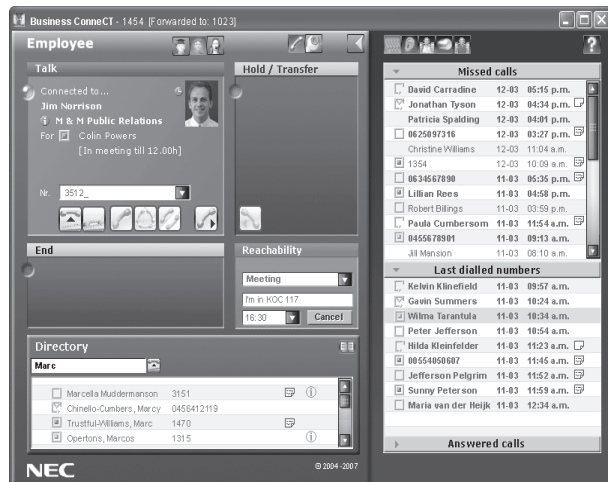 Business ConneCT - 1454 [Forwarded to: 1023]
Employee
Talk
Connected to...
Jim Norrison
M & M Public Relations
For Colin Powers
[In meeting till 12.00h]
Nr. 3512_
Hold / Transfer
End
Reachability
Meeting
I'm in KOC 117
16:30 Cancel
Directory
Marc
Marcella Muddermanson 3151
Chinello-Cumbers, Marcy 0456412119
Trustful-Williams, Marc 1470
Opertons, Marcos 1315
NEC
© 2004 -2007
?
Missed calls
David Carradine 12-03 05:15 p.m.
Jonathan Tyson 12-03 04:34 p.m.
Patricia Spalding 12-03 04:01 p.m.
0625097316 12-03 03:27 p.m.
Christine Williams 12-03 11:04 a.m.
1354 12-03 10:09 a.m.
0634567890 11-03 05:35 p.m.
Lillian Rees 11-03 04:58 p.m.
Robert Billings 11-03 03:59 p.m.
Paula Cumbersom 11-03 11:54 a.m.
0455678901 11-03 09:13 a.m.
Jill Mansion 11-03 08:10 a.m.
Last dialled numbers
Kelvin Klinefield 11-03 09:57 a.m.
Gavin Summers 11-03 10:24 a.m.
Wilma Tarantula 11-03 10:34 a.m.
Peter Jefferson 11-03 10:54 a.m.
Hilda Kleinfelder 11-03 11:23 a.m.
00554050607 11-03 11:45 a.m.
Jefferson Pelgrim 11-03 11:52 a.m.
Sunny Peterson 11-03 11:59 a.m.
Maria van der Heijk 11-03 12:34 a.m.
Answered calls